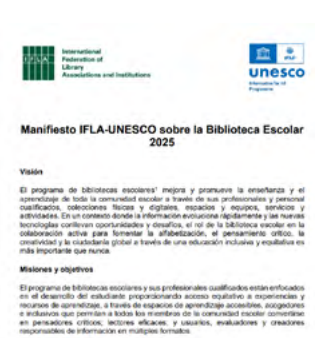 IFLA
International
Federation of
Library
Associations and Institutions
unesco
Information for All
Programme
Manifiesto IFLA-UNESCO sobre la Biblioteca Escolar
2025
Visión
El programa de bibliotecas escolares¹ mejora y promueve la enseñanza y el
aprendizaje de toda la comunidad escolar a través de sus profesionales y personal
cualificados, colecciones físicas y digitales, espacios y equipos, servicios y
actividades. En un contexto donde la información evoluciona rápidamente y las nuevas
tecnologías conllevan oportunidades y desafíos, el rol de la biblioteca escolar en la
colaboración activa para fomentar la alfabetización, el pensamiento crítico, la
creatividad y la ciudadanía global a través de una educación inclusiva y equitativa es
más importante que nunca.
Misiones y objetivos
El programa de bibliotecas escolares y sus profesionales cualificados están enfocados
en el desarrollo del estudiante proporcionando acceso equitativo a experiencias y
recursos de aprendizaje, a través de espacios de aprendizaje accesibles, acogedores
e inclusivos que permitan a todos los miembros de la comunidad escolar convertirse
en pensadores críticos; lectores eficaces; y usuarios, evaluadores y creadores
responsables de información en múltiples formatos.